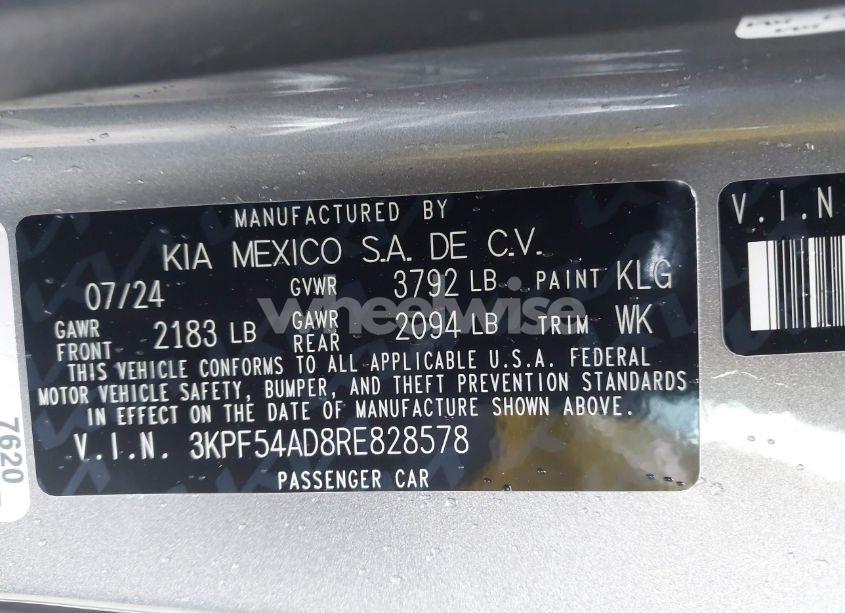 MANUFACTURED BY
KIA MEXICO S.A. DE C.V.
07/24 GVWR 3792 LB PAINT KLG
GAWR FRONT 2183 LB GAWR REAR 2094 LB TRIM WK
THIS VEHICLE CONFORMS TO ALL APPLICABLE U.S.A. FEDERAL
MOTOR VEHICLE SAFETY, BUMPER, AND THEFT PREVENTION STANDARDS
IN EFFECT ON THE DATE OF MANUFACTURE SHOWN ABOVE.
V.I.N. 3KPF54AD8RE828578
PASSENGER CAR
V.I.N
7620
wheelwise